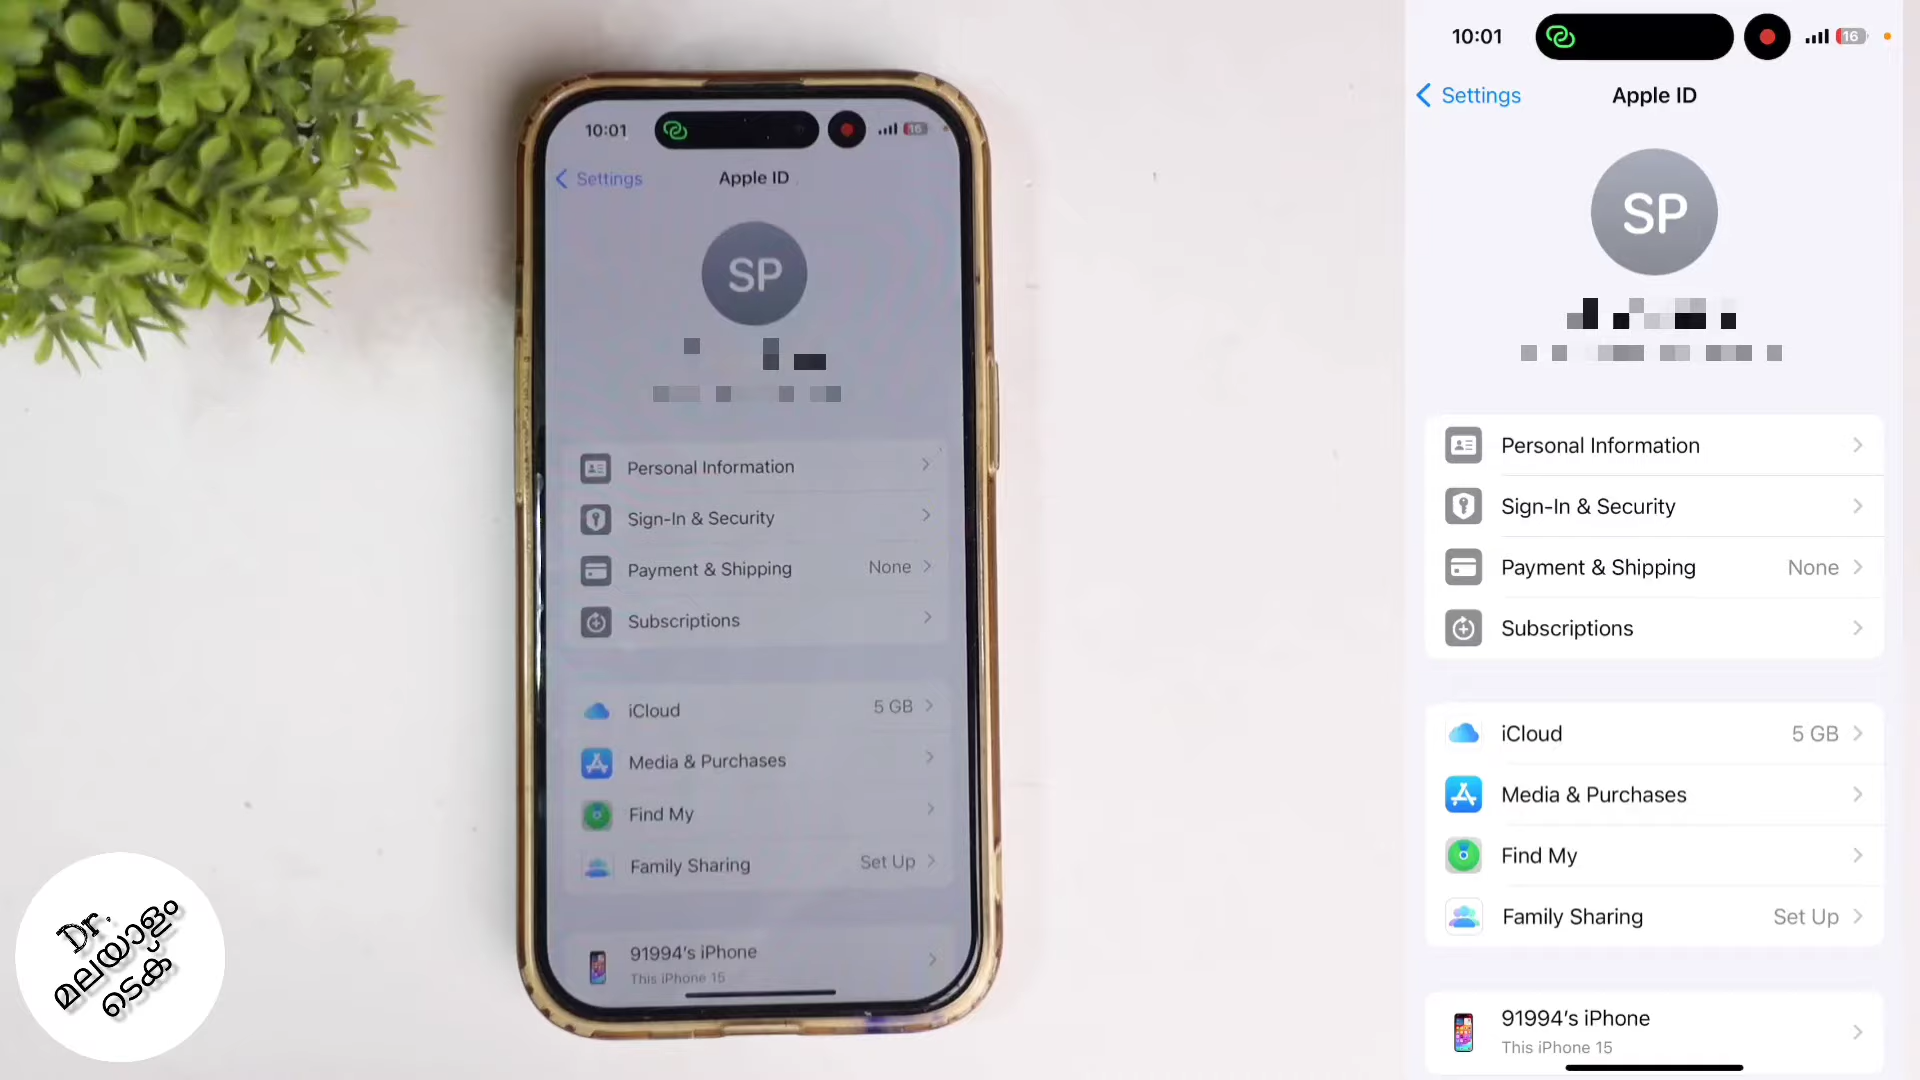 10:01
16
Settings
Apple ID
SP
Personal Information
Sign-In & Security
Payment & Shipping None
Subscriptions
iCloud 5 GB
Media & Purchases
Find My
Family Sharing Set Up
91994's iPhone
This iPhone 15
10:01
16
Settings
Apple ID
SP
Personal Information
Sign-In & Security
Payment & Shipping None
Subscriptions
iCloud 5 GB
Media & Purchases
Find My
Family Sharing Set Up
91994's iPhone
This iPhone 15
Dr.
മലയാളം
ടെക്